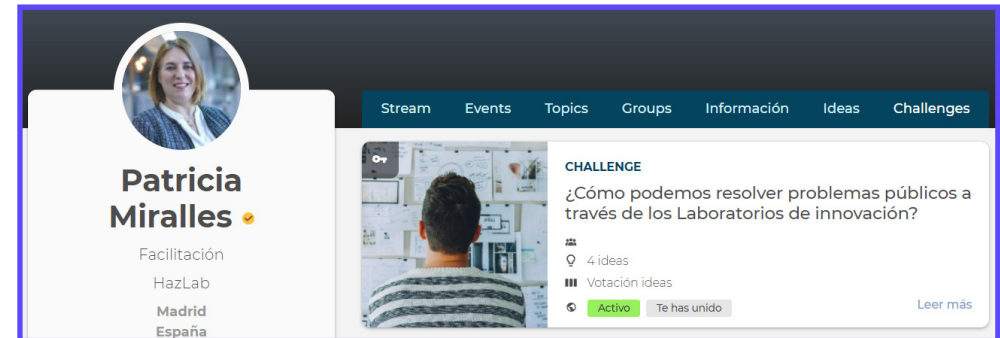 Stream Events Topics Groups Información Ideas Challenges
Patricia
Miralles
Facilitación
HazLab
Madrid
España
CHALLENGE
¿Cómo podemos resolver problemas públicos a
través de los Laboratorios de innovación?
4 ideas
Votación ideas
Activo Te has unido
Leer más